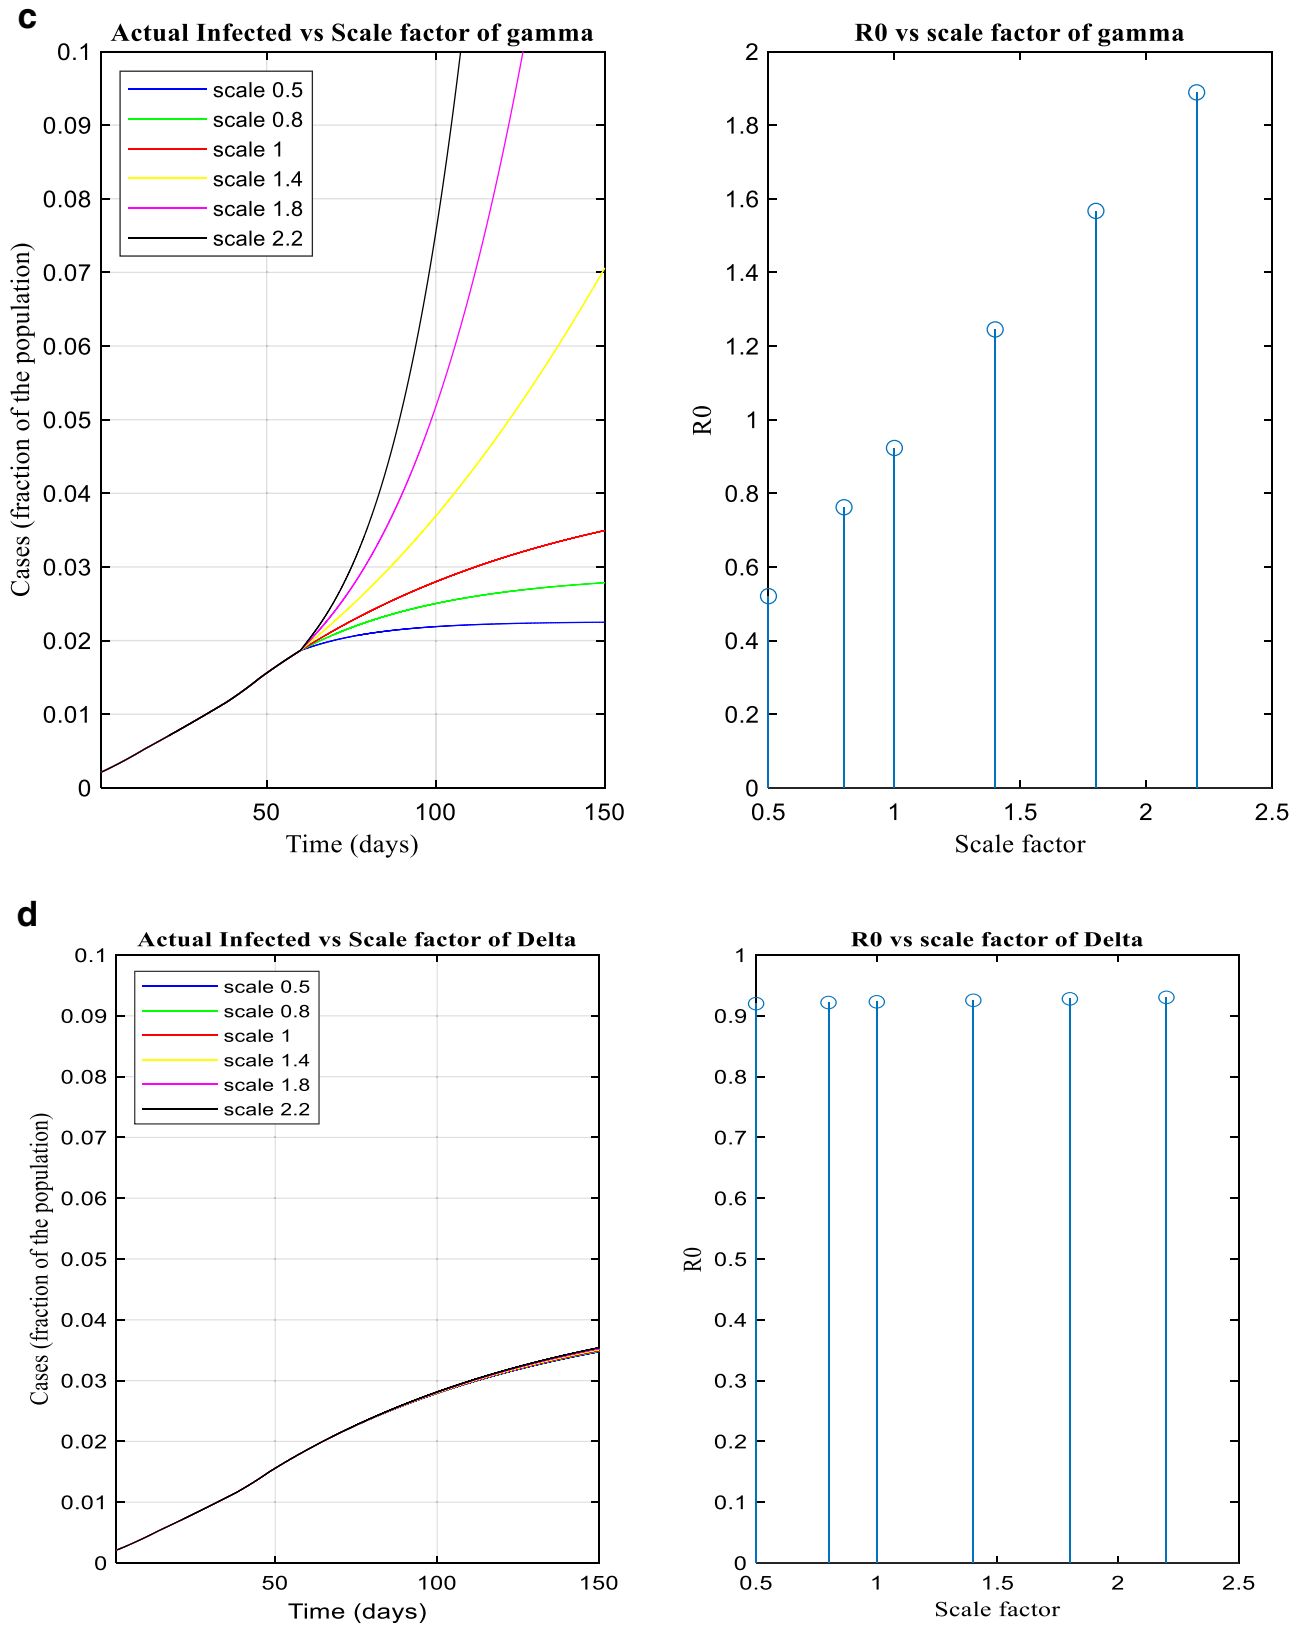 c
Actual Infected vs Scale factor of gamma
0.1
0.09
0.08
0.07
0.06
0.05
0.04
0.03
0.02
0.01
0
scale 0.5
scale 0.8
scale 1
scale 1.4
scale 1.8
scale 2.2
Cases (fraction of the population)
50
100
150
Time (days)
R0 vs scale factor of gamma
2
1.8
1.6
1.4
1.2
1
0.8
0.6
0.4
0.2
0
R0
0.5
1
1.5
2
2.5
Scale factor
d
Actual Infected vs Scale factor of Delta
0.1
0.09
0.08
0.07
0.06
0.05
0.04
0.03
0.02
0.01
0
scale 0.5
scale 0.8
scale 1
scale 1.4
scale 1.8
scale 2.2
Cases (fraction of the population)
50
100
150
Time (days)
R0 vs scale factor of Delta
1
0.9
0.8
0.7
0.6
0.5
0.4
0.3
0.2
0.1
0
R0
0.5
1
1.5
2
2.5
Scale factor